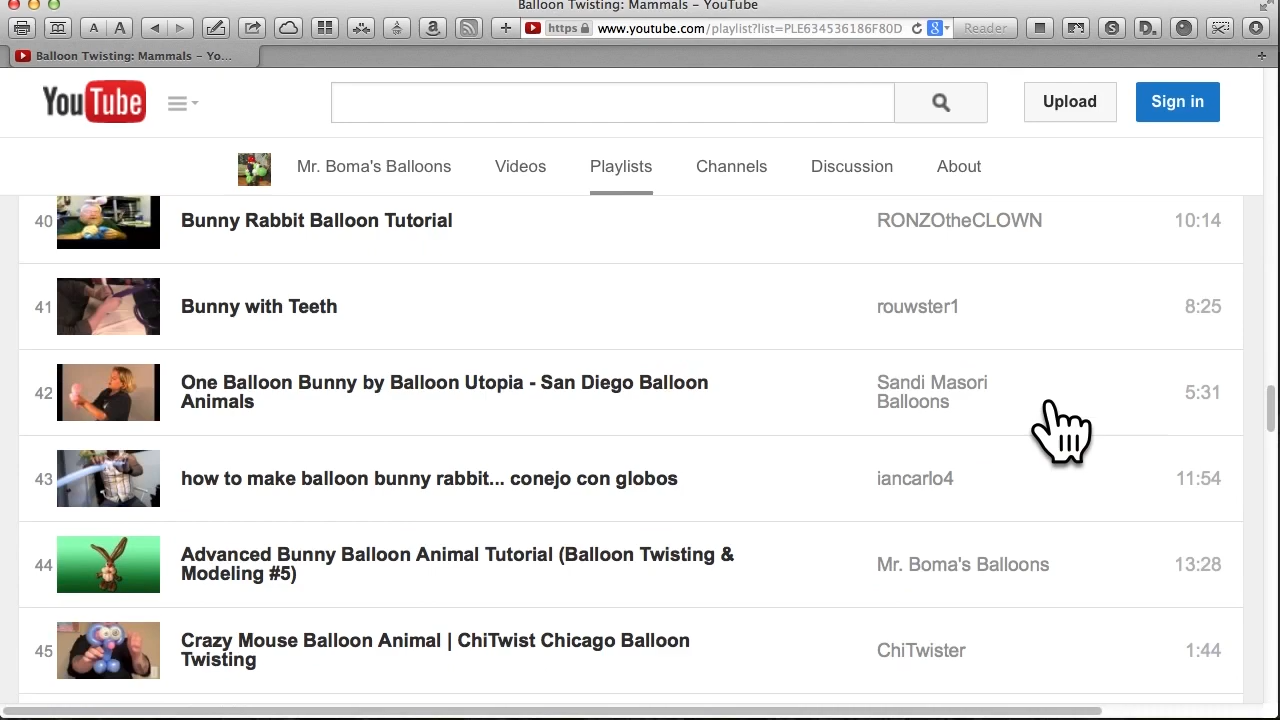 Balloon Twisting: Mammals – YouTube
A A a + https www.youtube.com/playlist?list=PLE634536186F80D g Reader S D.
Balloon Twisting: Mammals – Yo... +
YouTube Upload Sign in
Mr. Boma's Balloons Videos Playlists Channels Discussion About
40 Bunny Rabbit Balloon Tutorial RONZOtheCLOWN 10:14
41 Bunny with Teeth rouwster1 8:25
42 One Balloon Bunny by Balloon Utopia - San Diego Balloon Animals Sandi Masori Balloons 5:31
43 how to make balloon bunny rabbit... conejo con globos iancarlo4 11:54
44 Advanced Bunny Balloon Animal Tutorial (Balloon Twisting & Modeling #5) Mr. Boma's Balloons 13:28
45 Crazy Mouse Balloon Animal | ChiTwist Chicago Balloon Twisting ChiTwister 1:44